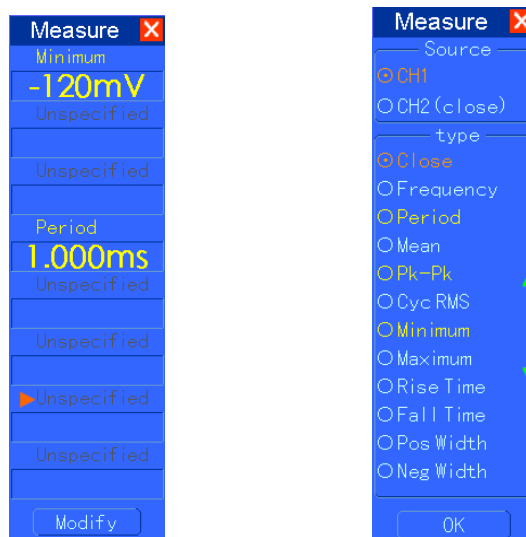 Measure
Minimum
-120mV
Unspecified
Unspecified
Period
1.000ms
Unspecified
Unspecified
Unspecified
Unspecified
Modify
Measure
Source
CH1
CH2(close)
type
Close
Frequency
Period
Mean
Pk-Pk
Cyc RMS
Minimum
Maximum
Rise Time
Fall Time
Pos Width
Neg Width
OK